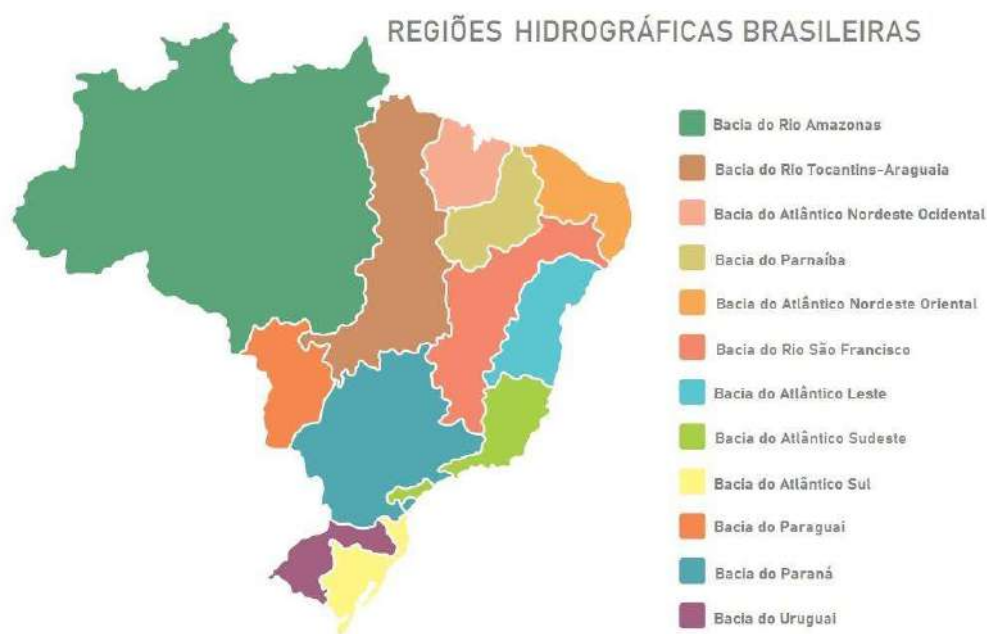 REGIÕES HIDROGRÁFICAS BRASILEIRAS
Bacia do Rio Amazonas
Bacia do Rio Tocantins-Araguaia
Bacia do Atlântico Nordeste Ocidental
Bacia do Parnaíba
Bacia do Atlântico Nordeste Oriental
Bacia do Rio São Francisco
Bacia do Atlântico Leste
Bacia do Atlântico Sudeste
Bacia do Atlântico Sul
Bacia do Paraguai
Bacia do Paraná
Bacia do Uruguai